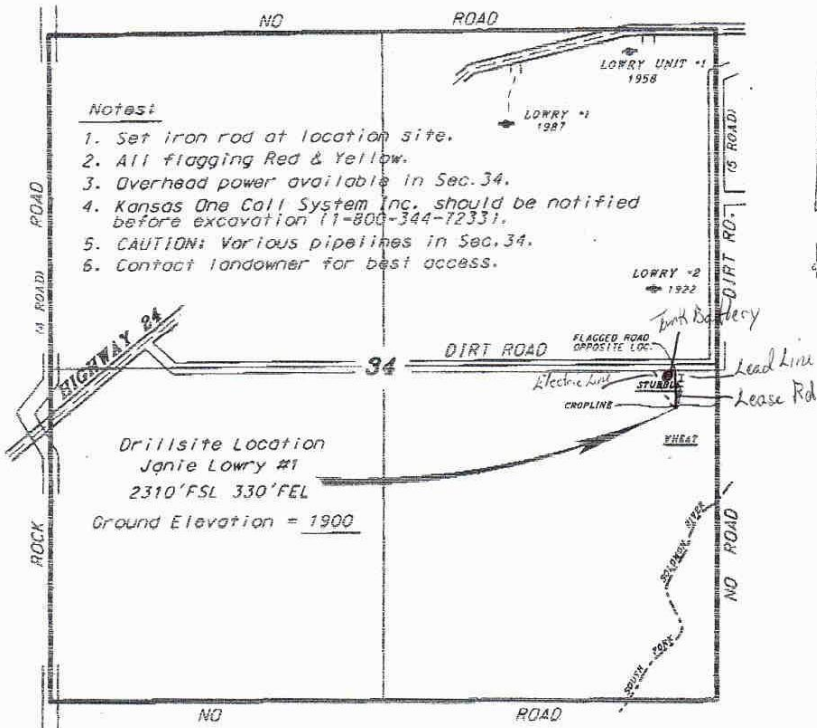 NO ROAD
LOWRY UNIT #1
1958
LOWRY #1
1987
Notes:
1. Set iron rod at location site.
2. All flagging Red & Yellow.
3. Overhead power available in Sec.34.
4. Kansas One Call System Inc. should be notified
before excavation (1-800-344-7233).
5. CAUTION: Various pipelines in Sec.34.
6. Contact landowner for best access.
ROAD
ROCK
HIGHWAY 24
LOWRY #2
1922
DIRT RD.
Tank Battery
FLAGGED ROAD
OPPOSITE LOC.
DIRT ROAD
34
Electric Line
STUBBLE
Lead Line
CROPLINE
Lease Rd
WHEAT
Drillsite Location
Janie Lowry #1
2310'FSL 330'FEL
Ground Elevation = 1900
SOUTH FORK
SOLOMON RIVER
NO ROAD
NO ROAD